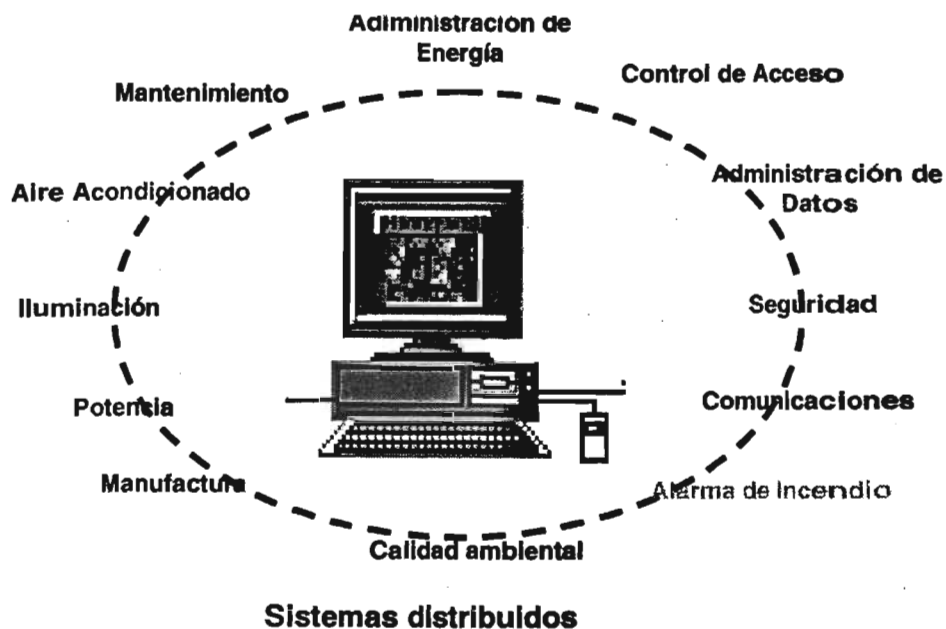 Administración de
Energía
Control de Acceso
Mantenimiento
Administración de
Datos
Aire Acondicionado
Seguridad
Iluminación
Comunicaciones
Potencia
Manufactura
Alarma de Incendio
Calidad ambiental
Sistemas distribuidos